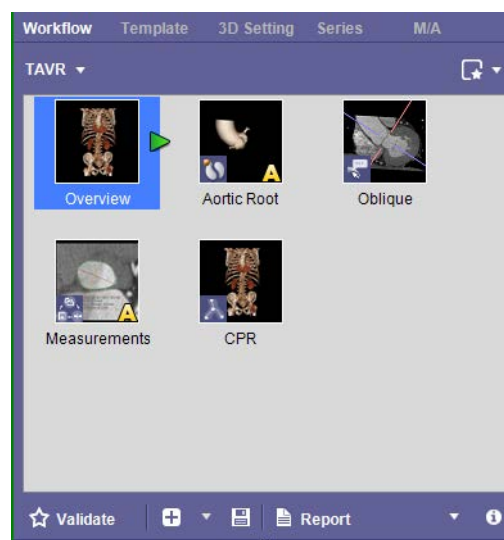 Workflow Template 3D Setting Series M/A
TAVR
A
Overview Aortic Root Oblique
A
Measurements CPR
Validate Report